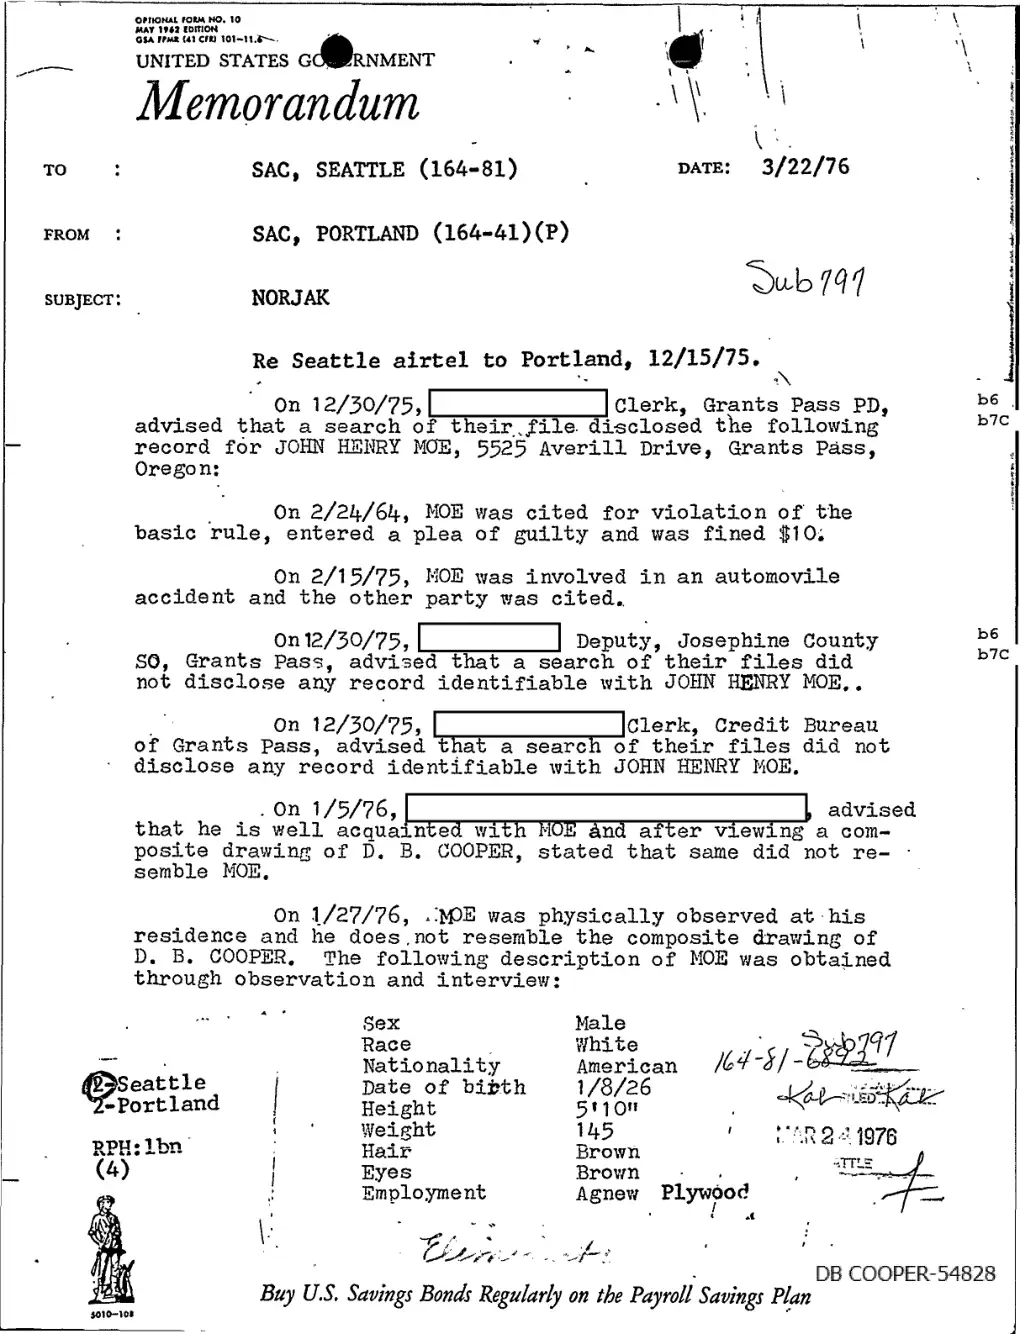 OPTIONAL FORM NO. 10
MAY 1962 EDITION
GSA FPMR (41 CFR) 101-11.6
UNITED STATES GO RNMENT
Memorandum
TO : SAC, SEATTLE (164-81) DATE: 3/22/76
FROM : SAC, PORTLAND (164-41)(P)
Sub 797
SUBJECT: NORJAK
Re Seattle airtel to Portland, 12/15/75.
On 12/30/75, Clerk, Grants Pass PD, b6
advised that a search of their file disclosed the following b7C
record for JOHN HENRY MOE, 5525 Averill Drive, Grants Pass,
Oregon:
On 2/24/64, MOE was cited for violation of the
basic rule, entered a plea of guilty and was fined $10.
On 2/15/75, MOE was involved in an automovile
accident and the other party was cited.
On 12/30/75, Deputy, Josephine County b6
SO, Grants Pass, advised that a search of their files did b7C
not disclose any record identifiable with JOHN HENRY MOE..
On 12/30/75, Clerk, Credit Bureau
of Grants Pass, advised that a search of their files did not
disclose any record identifiable with JOHN HENRY MOE.
On 1/5/76, , advised
that he is well acquainted with MOE and after viewing a com-
posite drawing of D. B. COOPER, stated that same did not re-
semble MOE.
On 1/27/76, MOE was physically observed at his
residence and he does not resemble the composite drawing of
D. B. COOPER. The following description of MOE was obtained
through observation and interview:
Sex Male
Race White
Nationality American
Date of birth 1/8/26
Height 5'10"
Weight 145
Hair Brown
Eyes Brown
Employment Agnew Plywood
Sub 797
164-81-6893
MAR 24 1976
2-Seattle
2-Portland
RPH:lbn
(4)
5010-108
DB COOPER-54828
Buy U.S. Savings Bonds Regularly on the Payroll Savings Plan